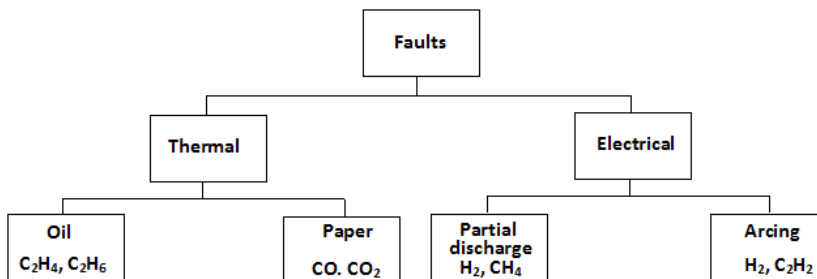 Faults
Thermal
Electrical
Oil
C₂H₄, C₂H₆
Paper
CO. CO₂
Partial
discharge
H₂, CH₄
Arcing
H₂, C₂H₂